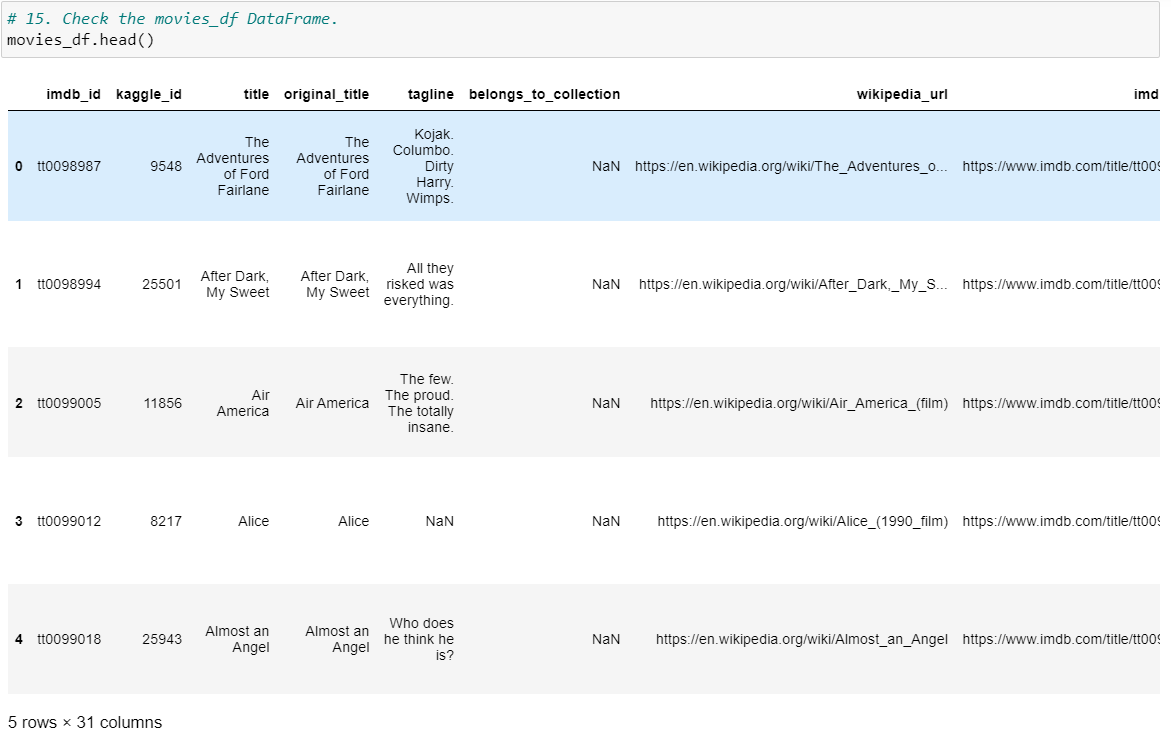 # 15. Check the movies_df DataFrame.
movies_df.head()
imdb_id kaggle_id title original_title tagline belongs_to_collection wikipedia_url imd
0 tt0098987 9548 The Adventures of Ford Fairlane The Adventures of Ford Fairlane Kojak. Columbo. Dirty Harry. Wimps. NaN https://en.wikipedia.org/wiki/The_Adventures_o... https://www.imdb.com/title/tt009
1 tt0098994 25501 After Dark, My Sweet After Dark, My Sweet All they risked was everything. NaN https://en.wikipedia.org/wiki/After_Dark,_My_S... https://www.imdb.com/title/tt009
2 tt0099005 11856 Air America Air America The few. The proud. The totally insane. NaN https://en.wikipedia.org/wiki/Air_America_(film) https://www.imdb.com/title/tt009
3 tt0099012 8217 Alice Alice NaN NaN https://en.wikipedia.org/wiki/Alice_(1990_film) https://www.imdb.com/title/tt009
4 tt0099018 25943 Almost an Angel Almost an Angel Who does he think he is? NaN https://en.wikipedia.org/wiki/Almost_an_Angel https://www.imdb.com/title/tt009
5 rows × 31 columns